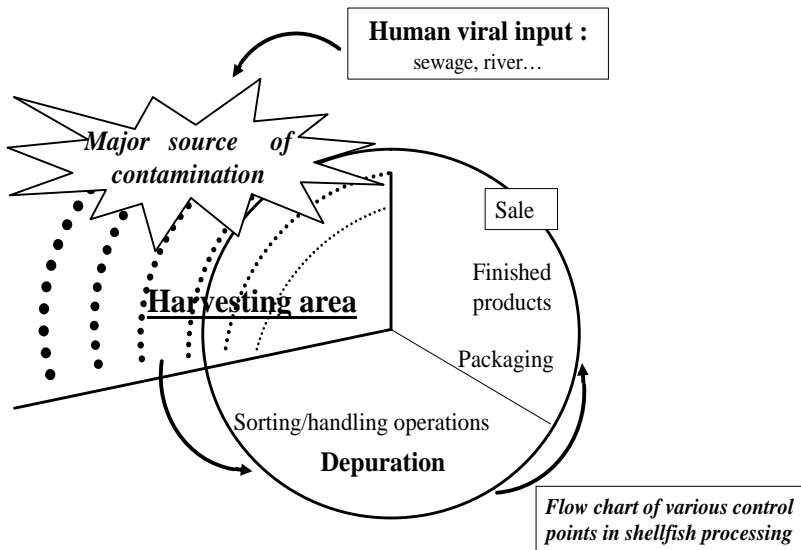 Human viral input :
sewage, river…
Major source of
contamination
Sale
Finished
products
Harvesting area
Packaging
Sorting/handling operations
Depuration
Flow chart of various control
points in shellfish processing